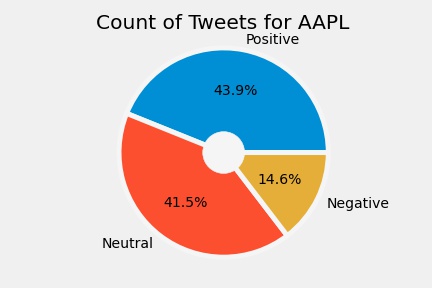 Count of Tweets for AAPL
Positive
43.9%
14.6%
Negative
41.5%
Neutral